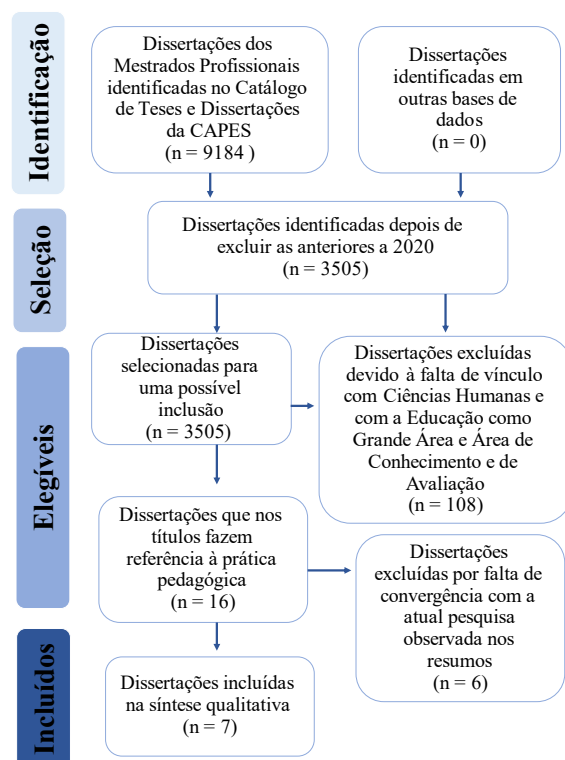 Identificação
Dissertações dos
Mestrados Profissionais
identificadas no Catálogo
de Teses e Dissertações
da CAPES
(n = 9184 )
Dissertações
identificadas em
outras bases de
dados
(n = 0)
Seleção
Dissertações identificadas depois de
excluir as anteriores a 2020
(n = 3505)
Elegíveis
Dissertações
selecionadas para
uma possível
inclusão
(n = 3505)
Dissertações excluídas
devido à falta de vínculo
com Ciências Humanas e
com a Educação como
Grande Área e Área de
Conhecimento e de
Avaliação
(n = 108)
Dissertações que nos
títulos fazem
referência à prática
pedagógica
(n = 16)
Dissertações
excluídas por falta de
convergência com a
atual pesquisa
observada nos
resumos
(n = 6)
Incluídos
Dissertações incluídas
na síntese qualitativa
(n = 7)